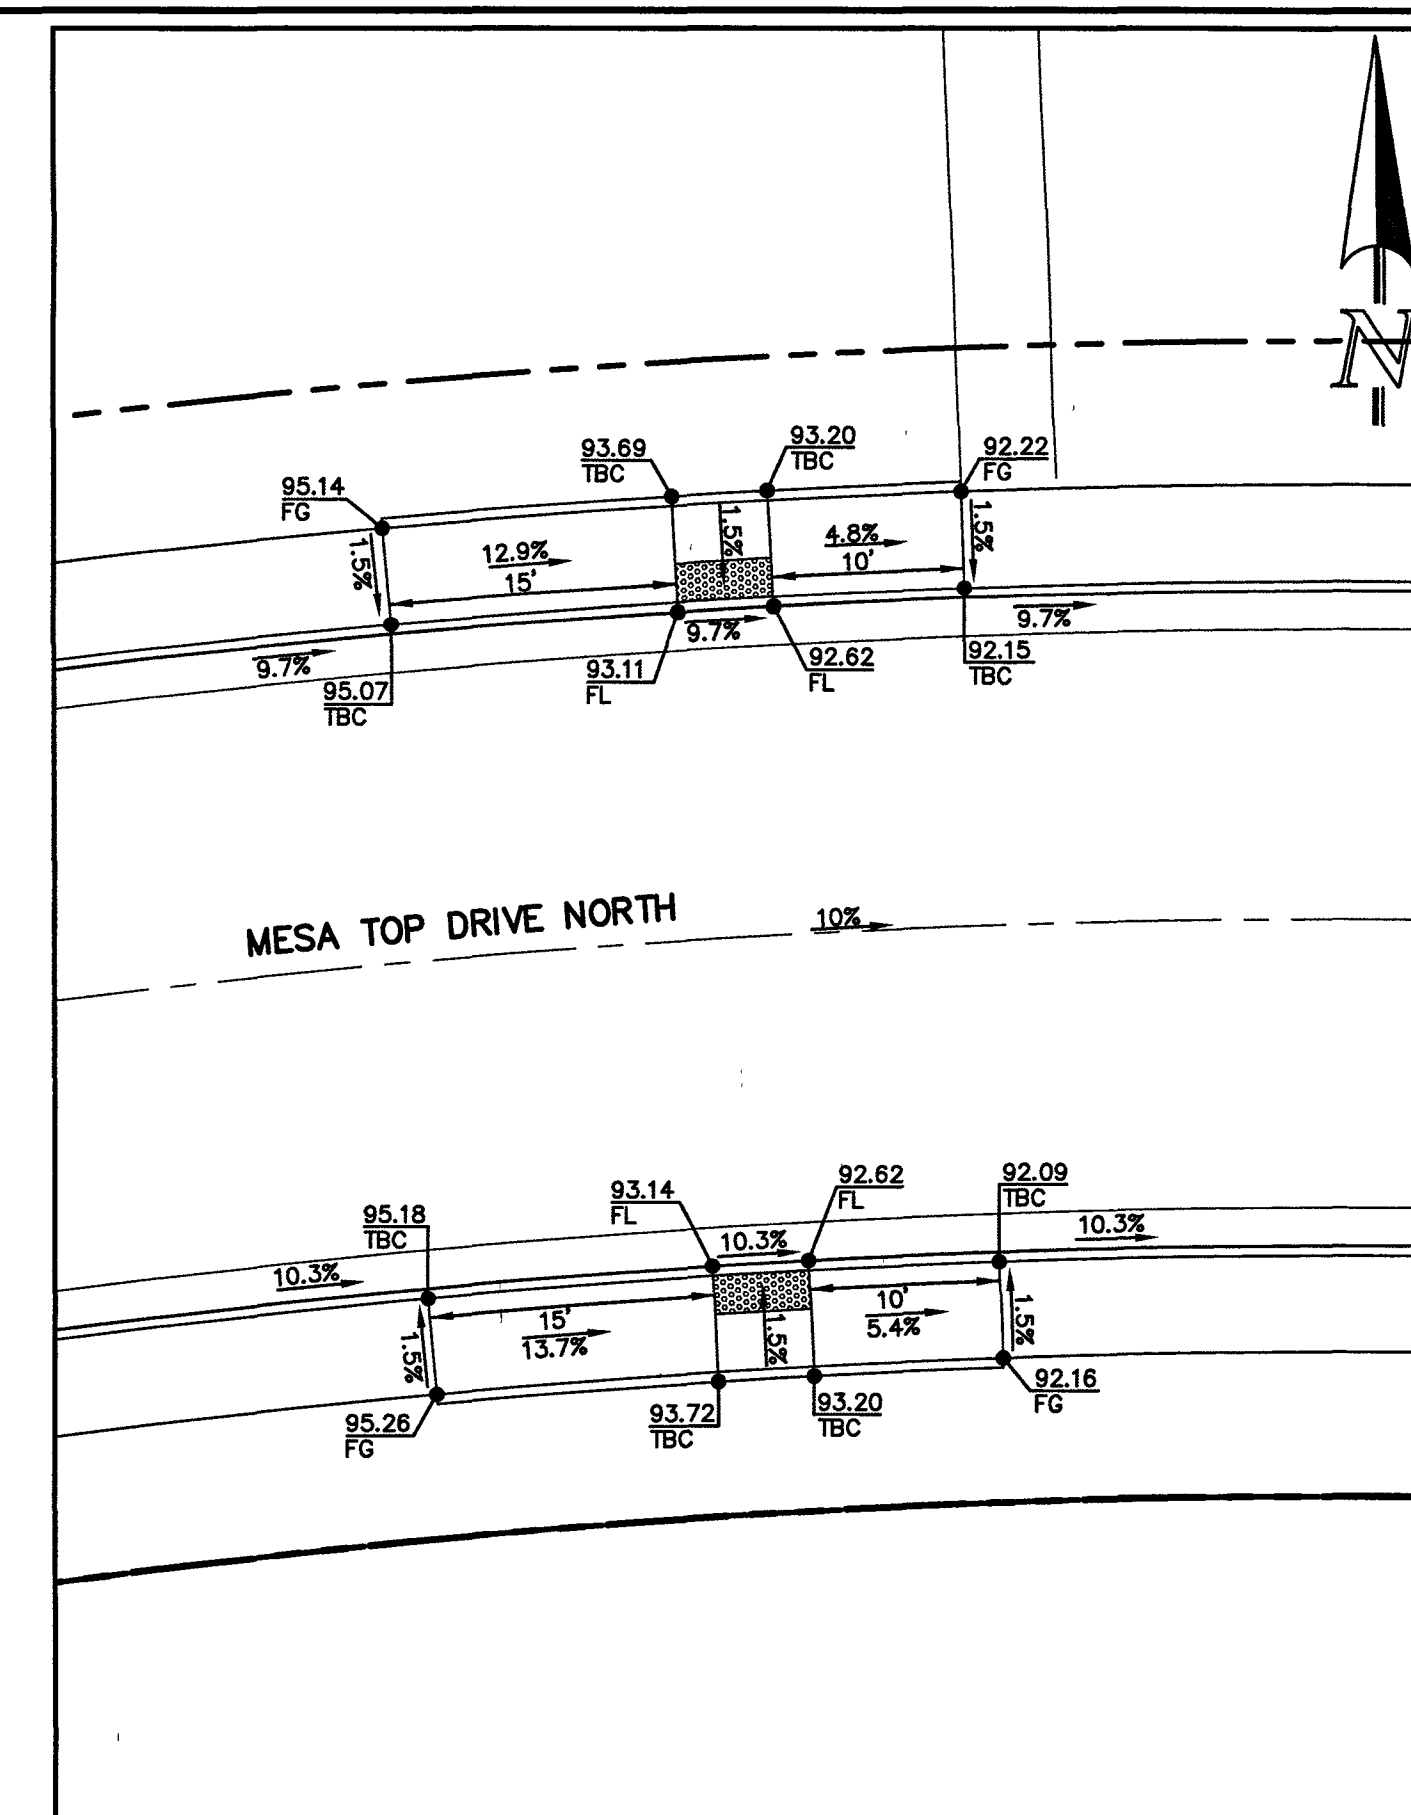 N
93.20
TBC
93.69
TBC
92.22
FG
95.14
FG
1.5%
12.9%
15'
1.5%
4.8%
10'
1.5%
9.7%
9.7%
9.7%
93.11
FL
92.62
FL
92.15
TBC
95.07
TBC
MESA TOP DRIVE NORTH
10%
93.14
FL
92.62
FL
92.09
TBC
95.18
TBC
10.3%
10.3%
10.3%
15'
13.7%
10'
5.4%
1.5%
1.5%
1.5%
95.26
FG
93.72
TBC
93.20
TBC
92.16
FG